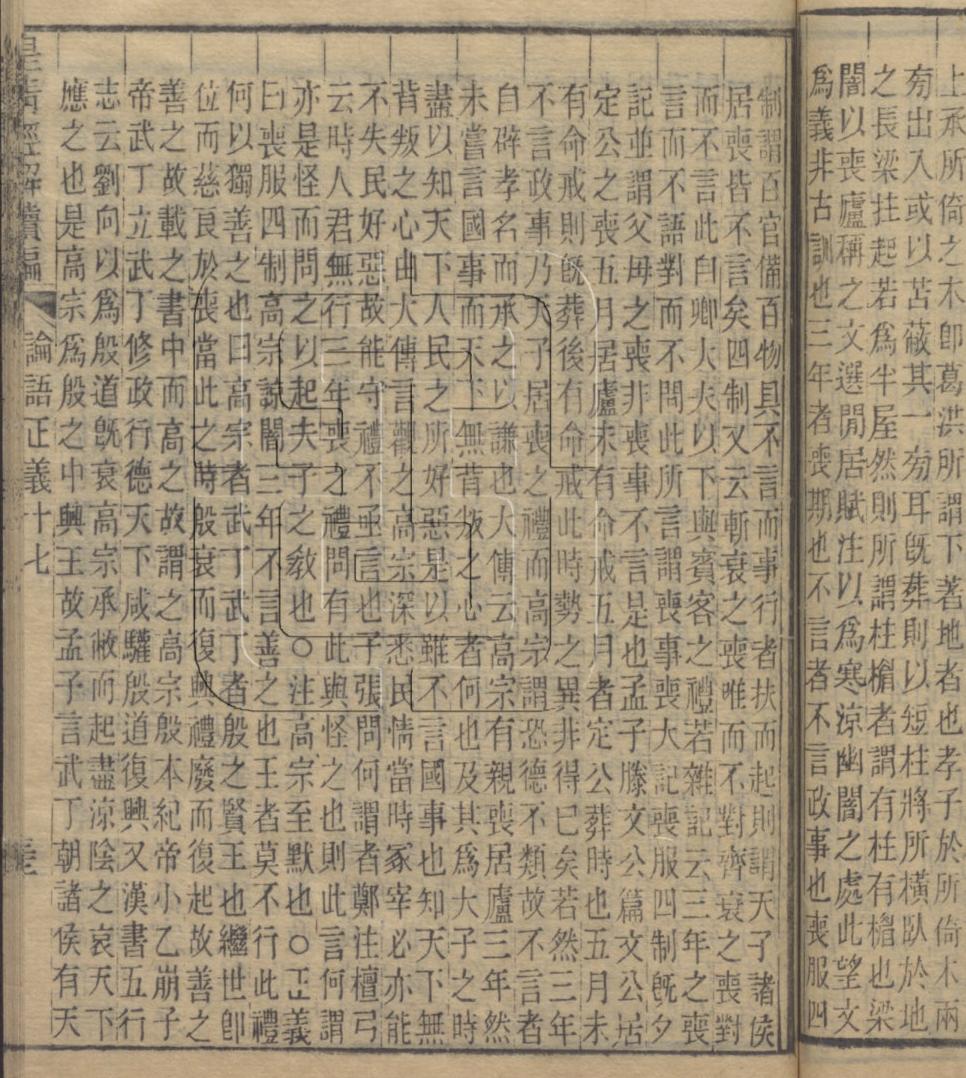 上承所倚之木卽葛洪所謂下著地者也孝子於所倚木兩
旁出入或以苫蔽其一旁耳旣葬則以短柱將所橫臥於地
之長梁拄起若爲半屋然則所謂柱楣者謂有柱有楣也梁
闇以喪廬稱之文選閒居賦注以爲寒涼幽闇之處此望文
爲義非古訓也三年者喪期也不言者不言政事也喪服四
制謂百官備百物具不言而事行者扶而起則謂天子諸侯
居喪皆不言矣四制又云斬衰之喪唯而不對齊衰之喪對
而不言此自卿大夫以下與賓客之禮若雜記云三年之喪
言而不語對而不問此所言謂喪事喪大記喪服四制旣夕
記並謂父母之喪非喪事不言是也孟子滕文公篇文公居
定公之喪五月居廬未有命戒五月者定公葬時也五月未
有命戒則旣葬後有命戒此時勢之異非得已矣若然三年
不言政事乃天子居喪之禮而高宗謂恐德不類故不言者
自辟孝名而承之以謙也大傳云高宗有親喪居廬三年然
未嘗言國事而天下無背叛之心者何也及其爲大子之時
盡以知天下人民之所好惡是以雖不言國事也知天下無
背叛之心曲大傳言觀之高宗深悉民情當時冢宰必亦能
不失民好惡故能守禮不亟言也子張問何謂者鄭注檀弓
云時人君無行三年喪之禮問有此與怪之也則此言何謂
亦是怪而問之以起夫子之敎也○注高宗至默也○正義
曰喪服四制高宗諒闇三年不言善之也王者莫不行此禮
何以獨善之也曰高宗者武丁武丁者殷之賢王也繼世卽
位而慈良於喪當此之時殷衰而復興禮廢而復起故善之
善之故載之書中而高之故謂之高宗殷本紀帝小乙崩子
帝武丁立武丁修政行德天下咸驩殷道復興又漢書五行
志云劉向以爲殷道旣衰高宗承敝而起盡涼陰之哀天下
應之也是高宗爲殷之中興王故孟子言武丁朝諸侯有天
皇淸經解續編 論語正義十七